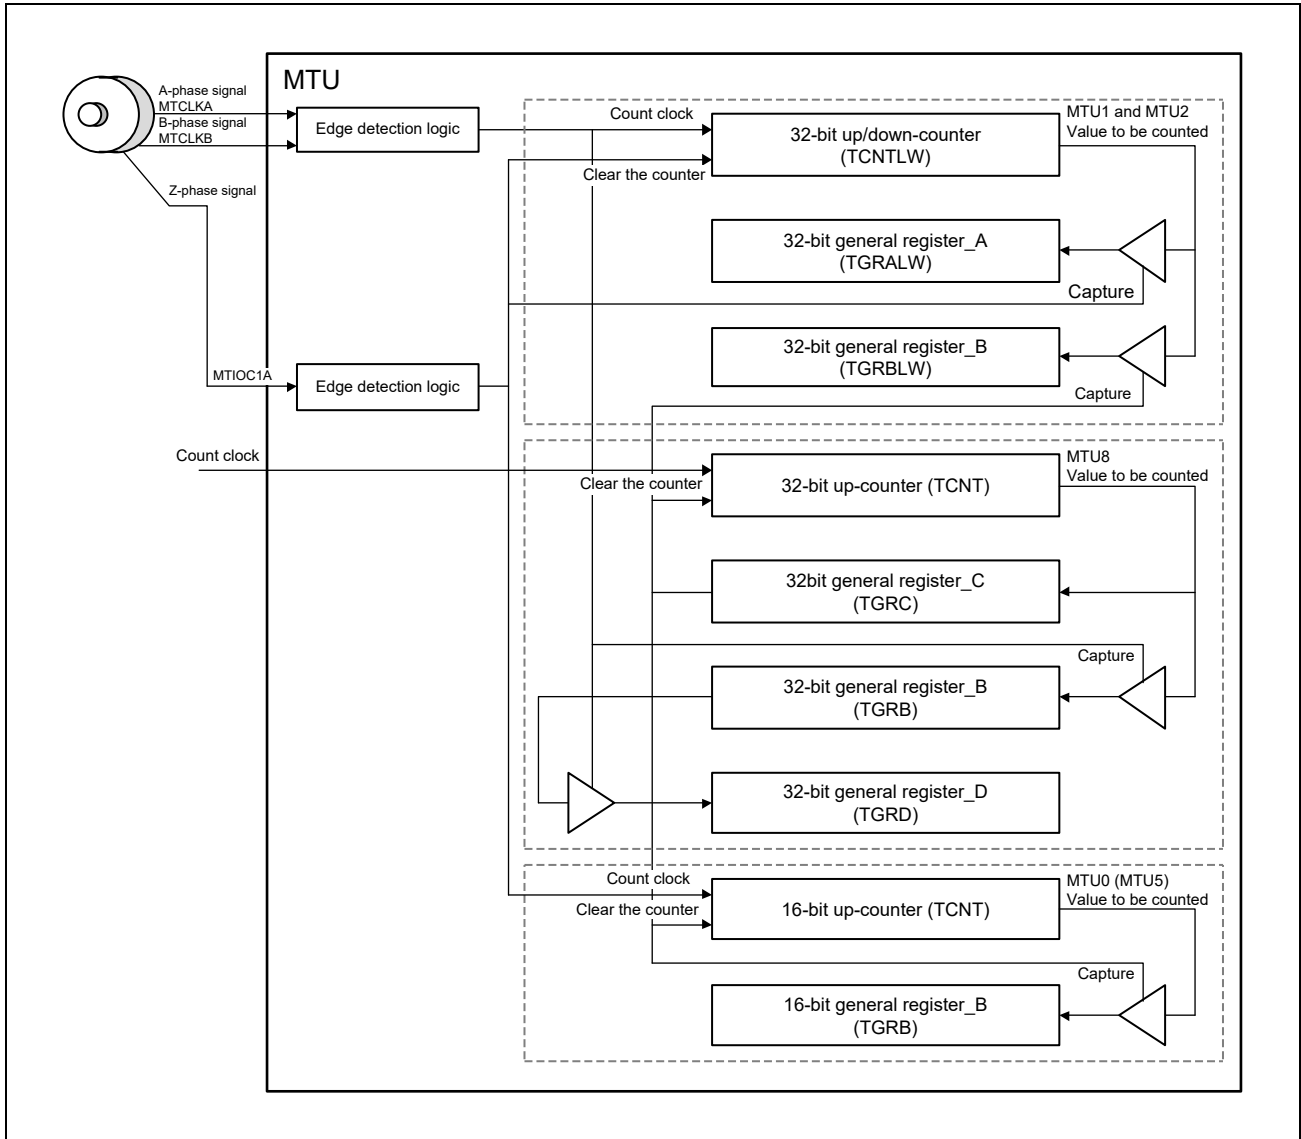 MTU
A-phase signal
MTCLKA
B-phase signal
MTCLKB
Z-phase signal
Edge detection logic
Count clock
Clear the counter
32-bit up/down-counter
(TCNTLW)
MTU1 and MTU2
Value to be counted
32-bit general register_A
(TGRALW)
Capture
32-bit general register_B
(TGRBLW)
Capture
MTIOC1A
Edge detection logic
Count clock
Clear the counter
32-bit up-counter (TCNT)
MTU8
Value to be counted
32bit general register_C
(TGRC)
Capture
32-bit general register_B
(TGRB)
32-bit general register_D
(TGRD)
Count clock
Clear the counter
16-bit up-counter (TCNT)
MTU0 (MTU5)
Value to be counted
Capture
16-bit general register_B
(TGRB)